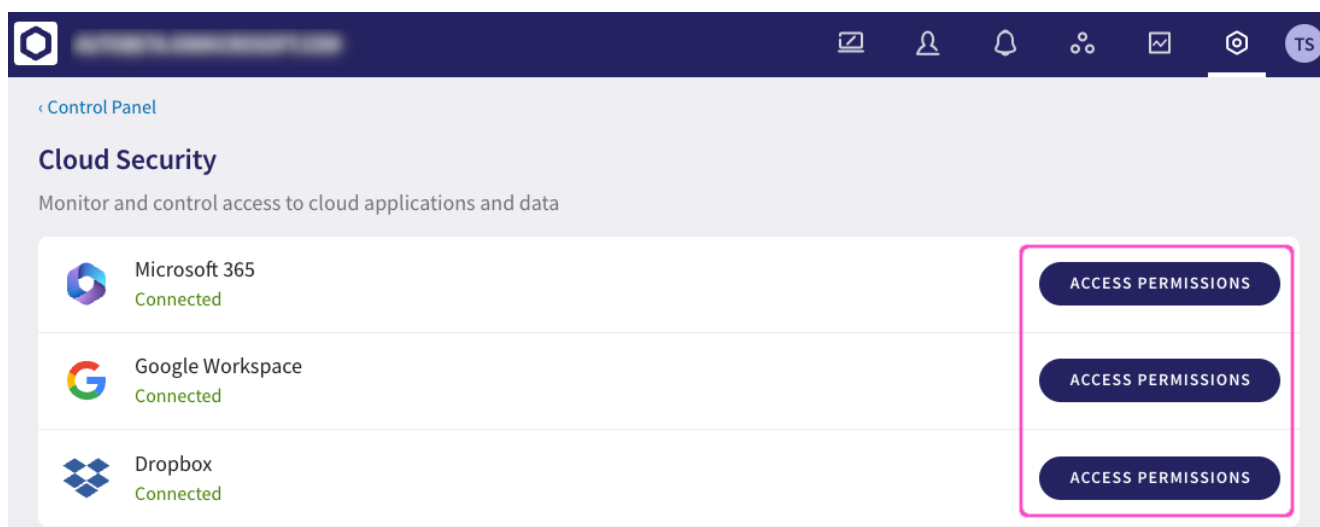 TS
‹ Control Panel
Cloud Security
Monitor and control access to cloud applications and data
Microsoft 365
Connected
ACCESS PERMISSIONS
Google Workspace
Connected
ACCESS PERMISSIONS
Dropbox
Connected
ACCESS PERMISSIONS